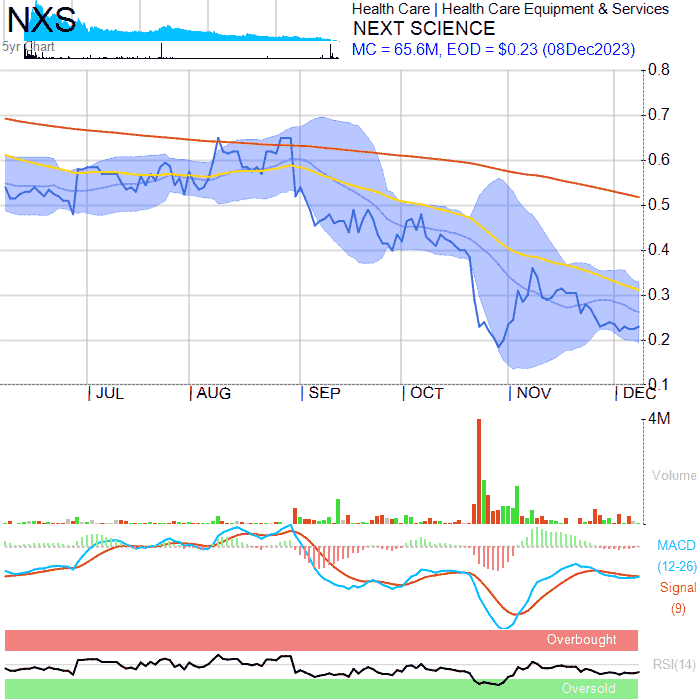 NXS
5yr Chart
Health Care | Health Care Equipment & Services
NEXT SCIENCE
MC = 65.6M, EOD = $0.23 (08Dec2023)
0.8
0.7
0.6
0.5
0.4
0.3
0.2
0.1
JUL AUG SEP OCT NOV DEC
4M
Volume
MACD
(12-26)
Signal
(9)
Overbought
RSI(14)
Oversold